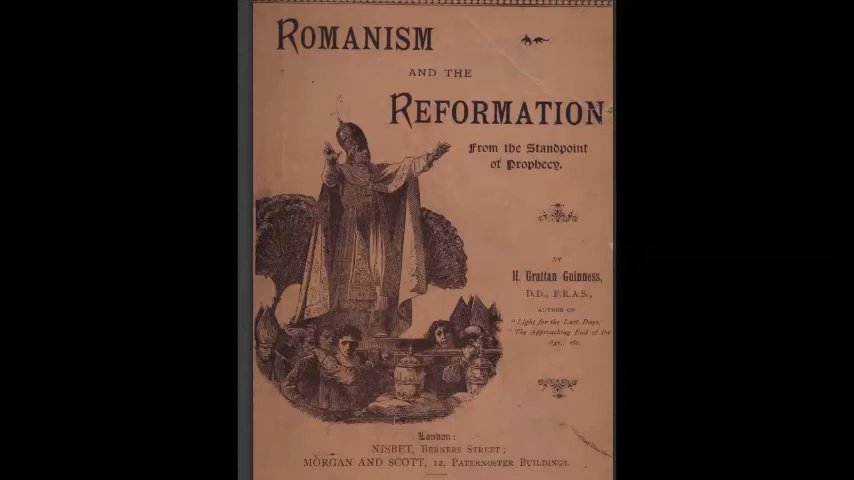 ROMANISM
AND THE
REFORMATION
From the Standpoint
of Prophecy.
BY
H. Grattan Guinness,
D.D., F.R.A.S.,
AUTHOR OF
"Light for the Last Days,"
"The Approaching End of the
Age," etc.
London:
NISBET, BERNERS STREET;
MORGAN AND SCOTT, 12, PATERNOSTER BUILDINGS.